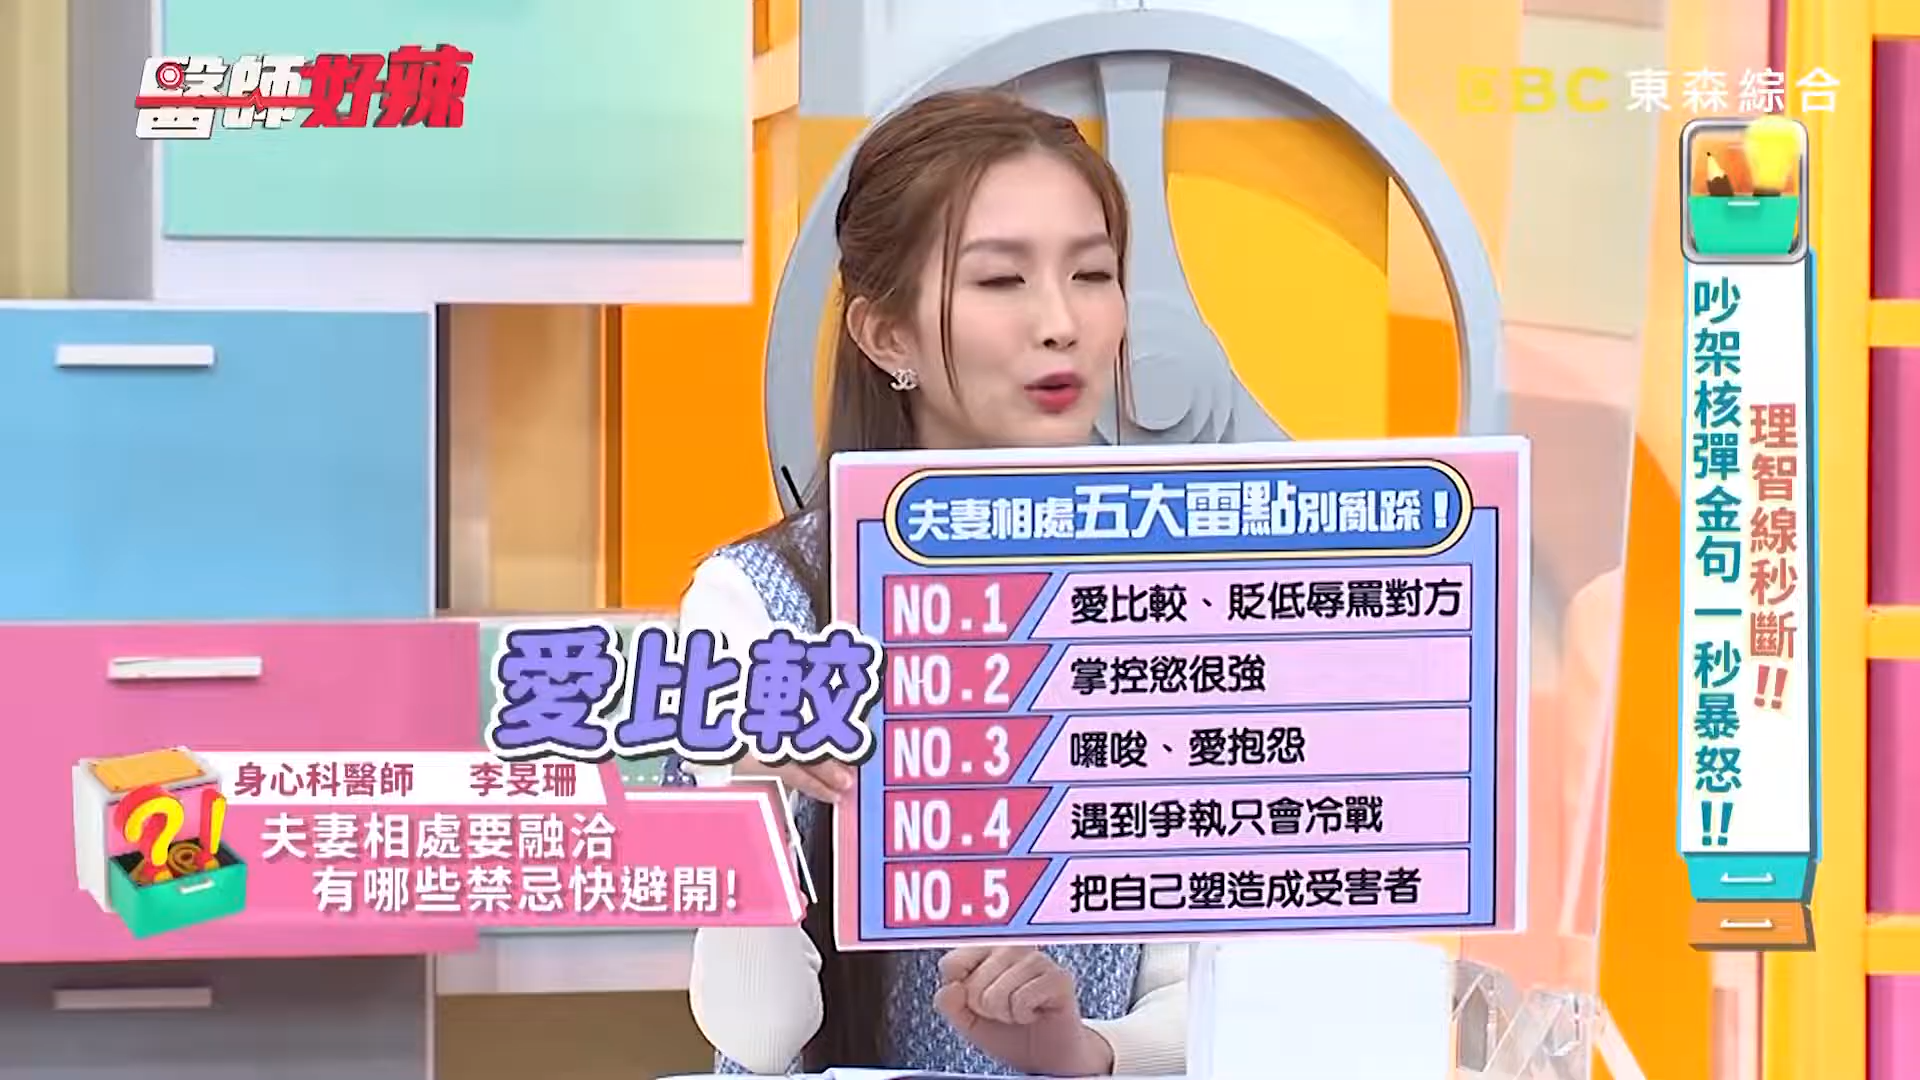 醫師好辣
EBC 東森綜合
理智線秒斷!!
吵架核彈金句 一秒暴怒!!
夫妻相處五大雷點別亂踩!
NO.1 愛比較、貶低辱罵對方
NO.2 掌控慾很強
NO.3 囉唆、愛抱怨
NO.4 遇到爭執只會冷戰
NO.5 把自己塑造成受害者
愛比較
身心科醫師 李旻珊
夫妻相處要融洽
有哪些禁忌快避開!
?!